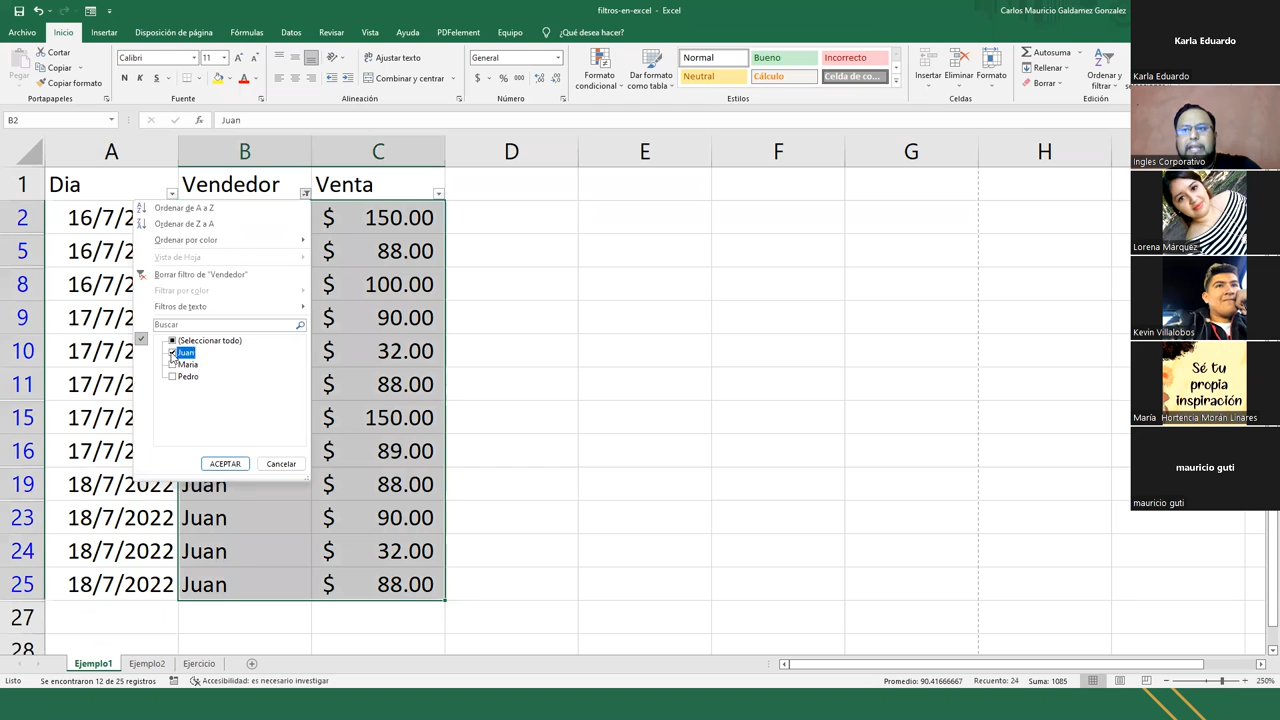 filtros-en-excel - Excel
Carlos Mauricio Galdamez Gonzalez
Archivo Inicio Insertar Disposición de página Fórmulas Datos Revisar Vista Ayuda PDFelement Equipo ¿Qué desea hacer?
Pegar
Cortar
Copiar
Copiar formato
Portapapeles
Calibri 11
N K S
Fuente
Ajustar texto
Combinar y centrar
Alineación
General
$ % 000
Número
Formato condicional
Dar formato como tabla
Normal Bueno Incorrecto
Neutral Cálculo Celda de co...
Estilos
Insertar Eliminar Formato
Celdas
Autosuma
Rellenar
Borrar
Ordenar y filtrar
Edición
B2 fx Juan
A B C D E F G H
1 Dia Vendedor Venta
2 16/7/2 $ 150.00
5 16/7/2 $ 88.00
8 16/7/2 $ 100.00
9 17/7/2 $ 90.00
10 17/7/2 $ 32.00
11 17/7/2 $ 88.00
15 17/7/2 $ 150.00
16 17/7/2 $ 89.00
19 18/7/2022 Juan $ 88.00
23 18/7/2022 Juan $ 90.00
24 18/7/2022 Juan $ 32.00
25 18/7/2022 Juan $ 88.00
27
28
Ordenar de A a Z
Ordenar de Z a A
Ordenar por color
Vista de Hoja
Borrar filtro de "Vendedor"
Filtrar por color
Filtros de texto
Buscar
(Seleccionar todo)
Juan
Maria
Pedro
ACEPTAR Cancelar
Ejemplo1 Ejemplo2 Ejercicio
Listo Se encontraron 12 de 25 registros Accesibilidad: es necesario investigar Promedio: 90.41666667 Recuento: 24 Suma: 1085 250%
Karla Eduardo
Karla Eduardo
Ingles Corporativo
Lorena Márquez
Kevin Villalobos
Sé tu
propia
inspiración
María Hortencia Morán Linares
mauricio guti
mauricio guti